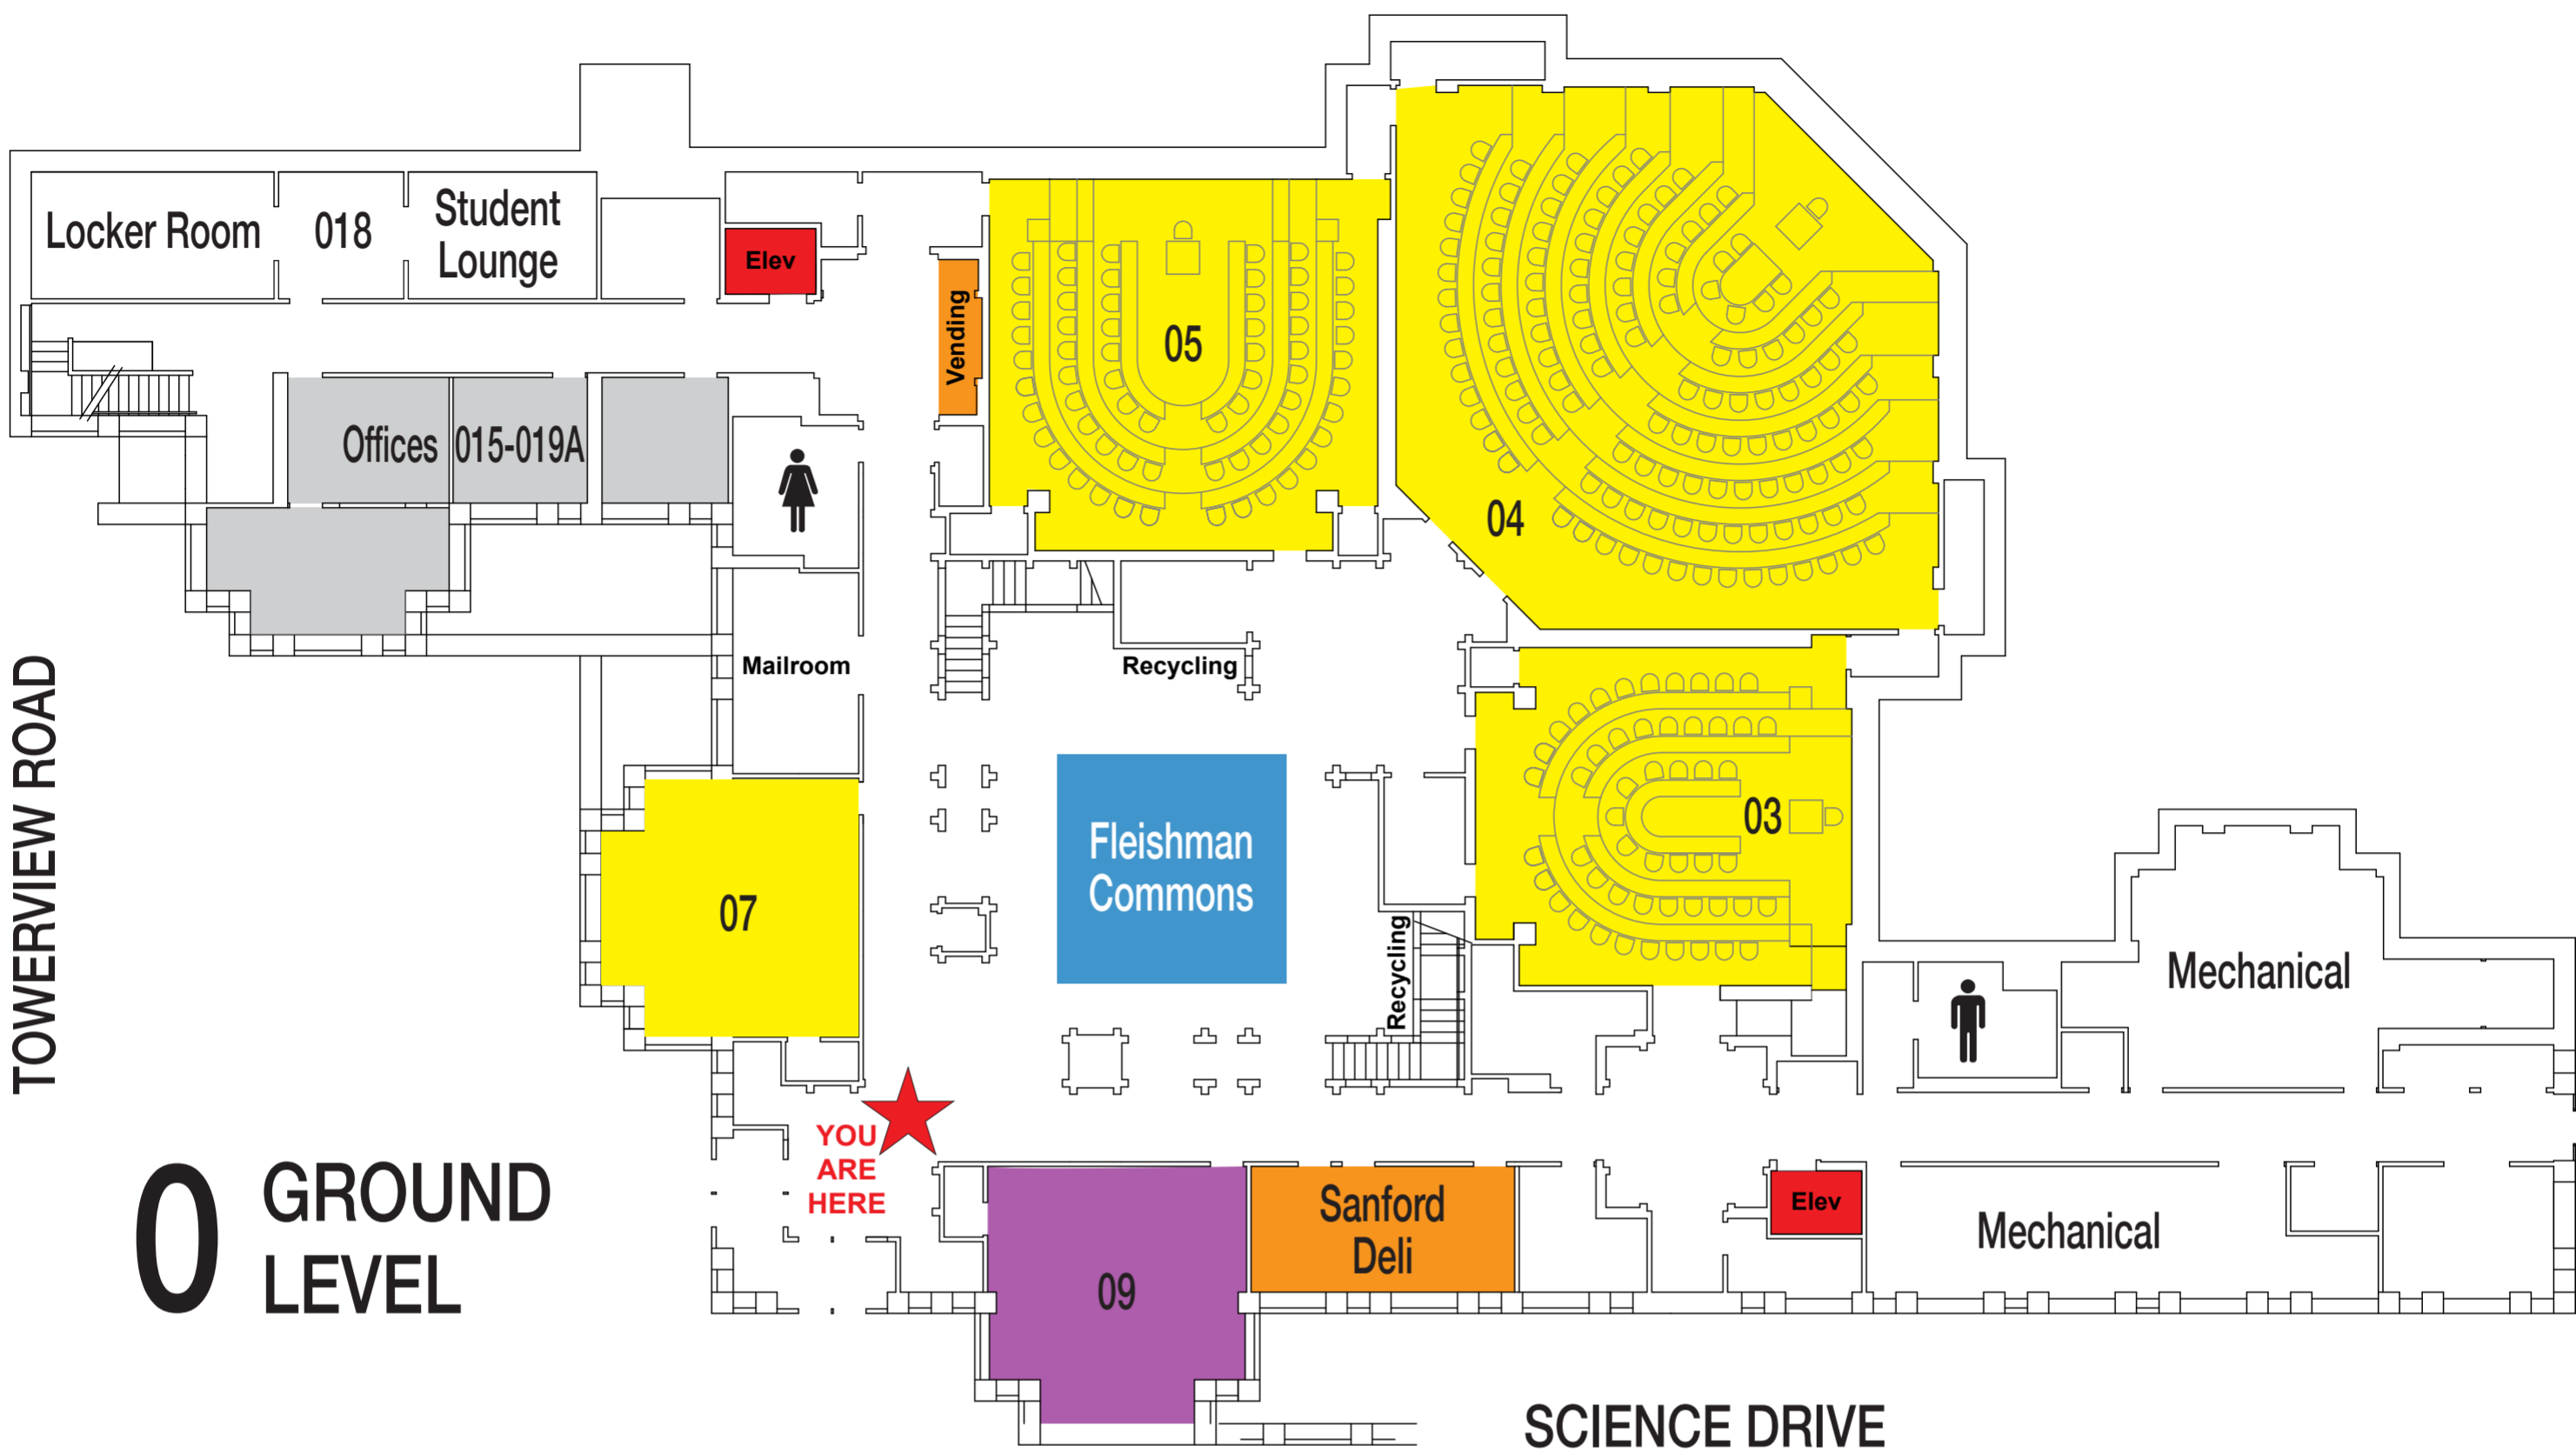 Locker Room
018
Student
Lounge
Elev
Vending
05
04
Offices
015-019A
Mailroom
Recycling
03
07
Fleishman
Commons
Recycling
Mechanical
TOWERVIEW ROAD
YOU
ARE
HERE
0
GROUND
LEVEL
09
Sanford
Deli
Elev
Mechanical
SCIENCE DRIVE